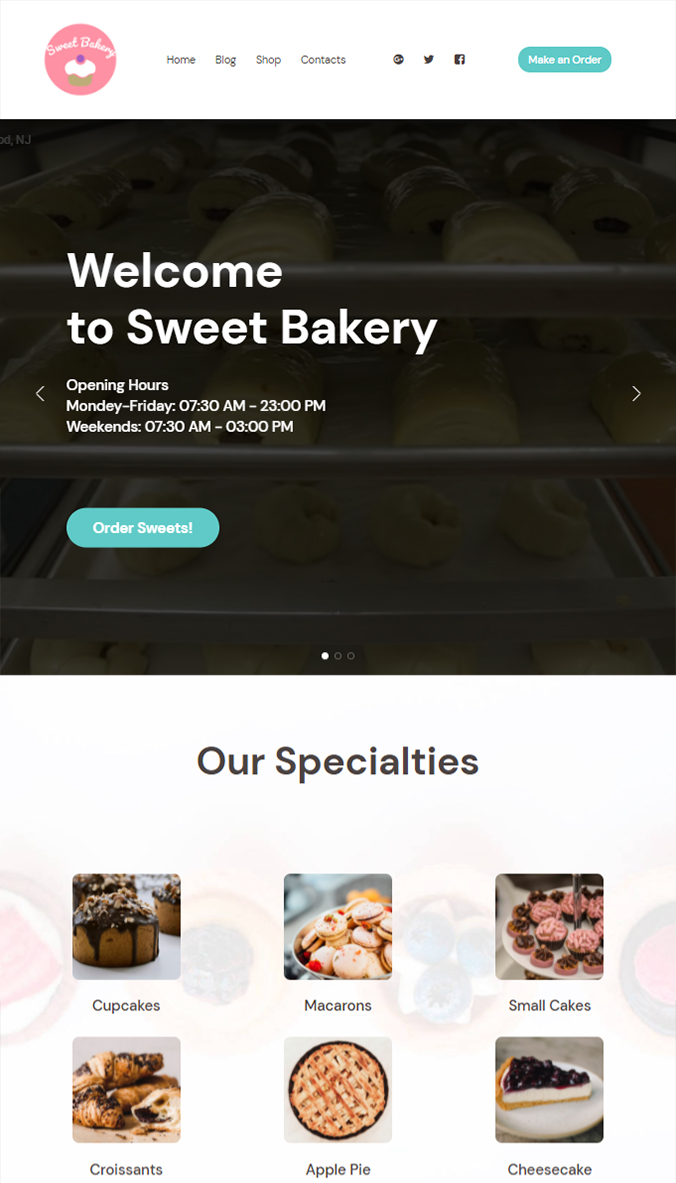 Sweet Bakery
Home Blog Shop Contacts
Make an Order
od, NJ
Welcome
to Sweet Bakery
Opening Hours
Monday–Friday: 07:30 AM – 23:00 PM
Weekends: 07:30 AM – 03:00 PM
Order Sweets!
Our Specialties
Cupcakes Macarons Small Cakes
Croissants Apple Pie Cheesecake